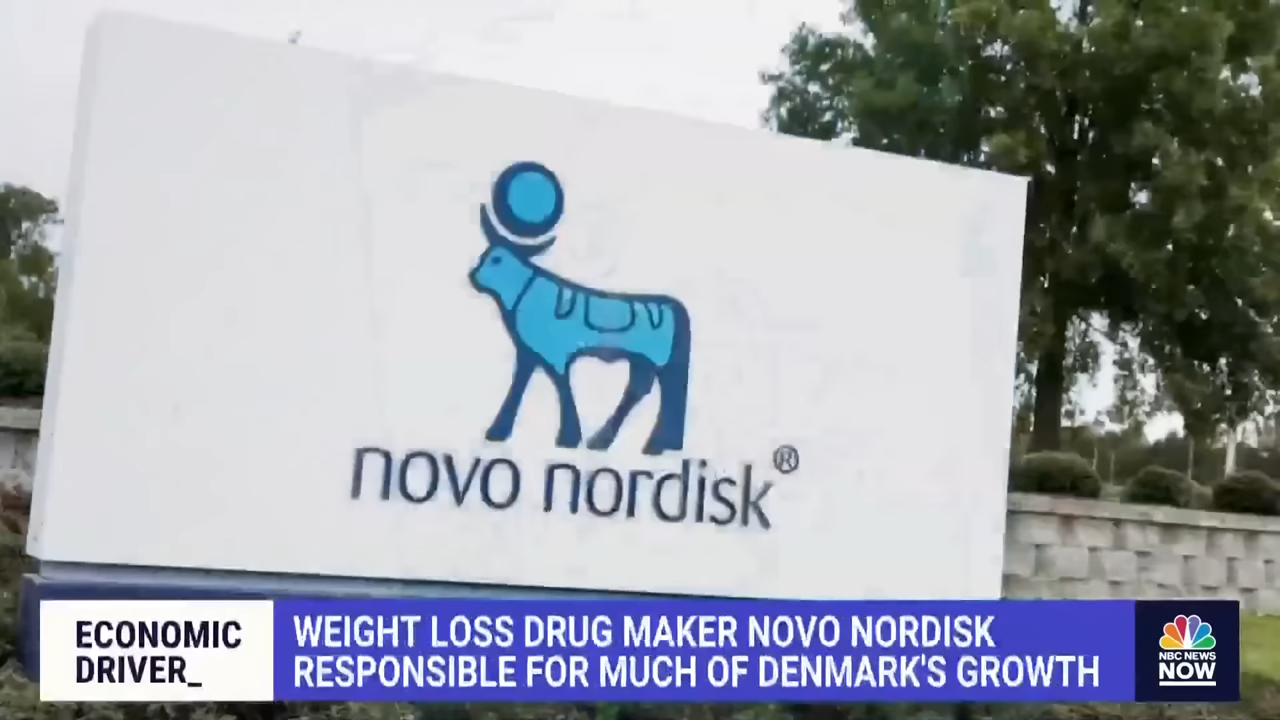 novo nordisk®
ECONOMIC
DRIVER_
WEIGHT LOSS DRUG MAKER NOVO NORDISK
RESPONSIBLE FOR MUCH OF DENMARK'S GROWTH
NBC NEWS
NOW